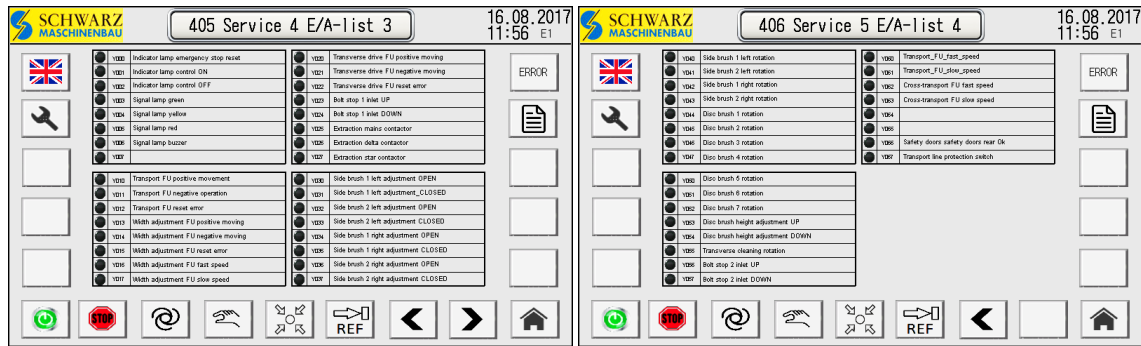 SCHWARZ
MASCHINENBAU
405 Service 4 E/A-list 3
16.08.2017
11:56 E1
ERROR
Y000 Indicator lamp emergency stop reset
Y001 Indicator lamp control ON
Y002 Indicator lamp control OFF
Y003 Signal lamp green
Y004 Signal lamp yellow
Y005 Signal lamp red
Y006 Signal lamp buzzer
Y007
Y020 Transverse drive FU positive moving
Y021 Transverse drive FU negative moving
Y022 Transverse drive FU reset error
Y023 Bolt stop 1 inlet UP
Y024 Bolt stop 1 inlet DOWN
Y025 Extraction mains contactor
Y026 Extraction delta contactor
Y027 Extraction star contactor
Y010 Transport FU positive movement
Y011 Transport FU negative operation
Y012 Transport FU reset error
Y013 Width adjustment FU positive moving
Y014 Width adjustment FU negative moving
Y015 Width adjustment FU reset error
Y016 Width adjustment FU fast speed
Y017 Width adjustment FU slow speed
Y030 Side brush 1 left adjustment OPEN
Y031 Side brush 1 left adjustment_CLOSED
Y032 Side brush 2 left adjustment OPEN
Y033 Side brush 2 left adjustment CLOSED
Y034 Side brush 1 right adjustment OPEN
Y035 Side brush 1 right adjustment CLOSED
Y036 Side brush 2 right adjustment OPEN
Y037 Side brush 2 right adjustment CLOSED
STOP
REF
SCHWARZ
MASCHINENBAU
406 Service 5 E/A-list 4
16.08.2017
11:56 E1
ERROR
Y040 Side brush 1 left rotation
Y041 Side brush 2 left rotation
Y042 Side brush 1 right rotation
Y043 Side brush 2 right rotation
Y044 Disc brush 1 rotation
Y045 Disc brush 2 rotation
Y046 Disc brush 3 rotation
Y047 Disc brush 4 rotation
Y060 Transport_FU_fast_speed
Y061 Transport_FU_slow_speed
Y062 Cross-transport FU fast speed
Y063 Cross-transport FU slow speed
Y064
Y065
Y066 Safety doors safety doors rear Ok
Y067 Transport line protection switch
Y050 Disc brush 5 rotation
Y051 Disc brush 6 rotation
Y052 Disc brush 7 rotation
Y053 Disc brush height adjustment UP
Y054 Disc brush height adjustment DOWN
Y055 Transverse cleaning rotation
Y056 Bolt stop 2 inlet UP
Y057 Bolt stop 2 inlet DOWN
STOP
REF